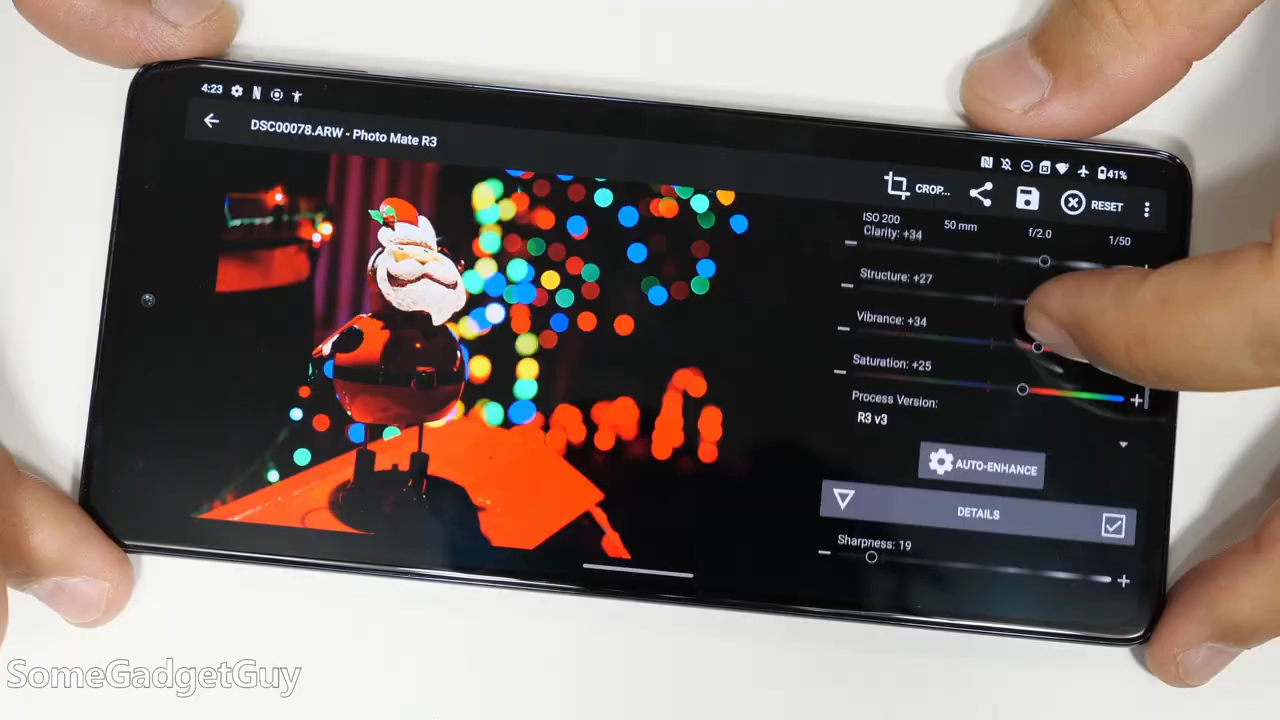 4:23
41%
DSC00078.ARW - Photo Mate R3
CROP...
RESET
ISO 200 50 mm f/2.0 1/50
Clarity: +34
Structure: +27
Vibrance: +34
Saturation: +25
Process Version:
R3 v3
AUTO-ENHANCE
DETAILS
Sharpness: 19
SomeGadgetGuy